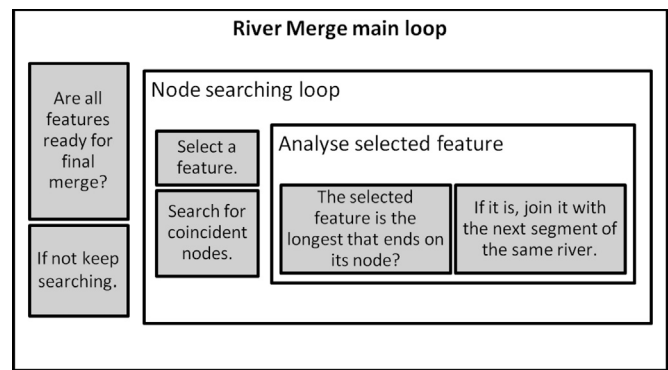 River Merge main loop
Are all
features
ready for
final
merge?
If not keep
searching.
Node searching loop
Select a
feature.
Search for
coincident
nodes.
Analyse selected feature
The selected
feature is the
longest that ends on
its node?
If it is, join it with
the next segment of
the same river.